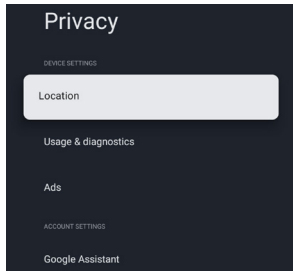 Privacy
DEVICE SETTINGS
Location
Usage & diagnostics
Ads
ACCOUNT SETTINGS
Google Assistant